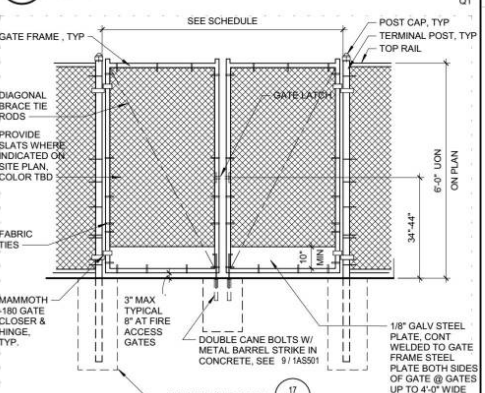 Q1
SEE SCHEDULE
GATE FRAME , TYP
POST CAP, TYP
TERMINAL POST, TYP
TOP RAIL
DIAGONAL
BRACE TIE
RODS
GATE LATCH
PROVIDE
SLATS WHERE
INDICATED ON
SITE PLAN,
COLOR TBD
6'-0" UON
ON PLAN
34"-44"
FABRIC
TIES
10"
MIN
MAMMOTH
-180 GATE
CLOSER &
HINGE,
TYP.
3" MAX
TYPICAL
8" AT FIRE
ACCESS
GATES
DOUBLE CANE BOLTS W/
METAL BARREL STRIKE IN
CONCRETE, SEE 9 / 1AS501
1/8" GALV STEEL
PLATE, CONT
WELDED TO GATE
FRAME STEEL
PLATE BOTH SIDES
OF GATE @ GATES
UP TO 4'-0" WIDE
17